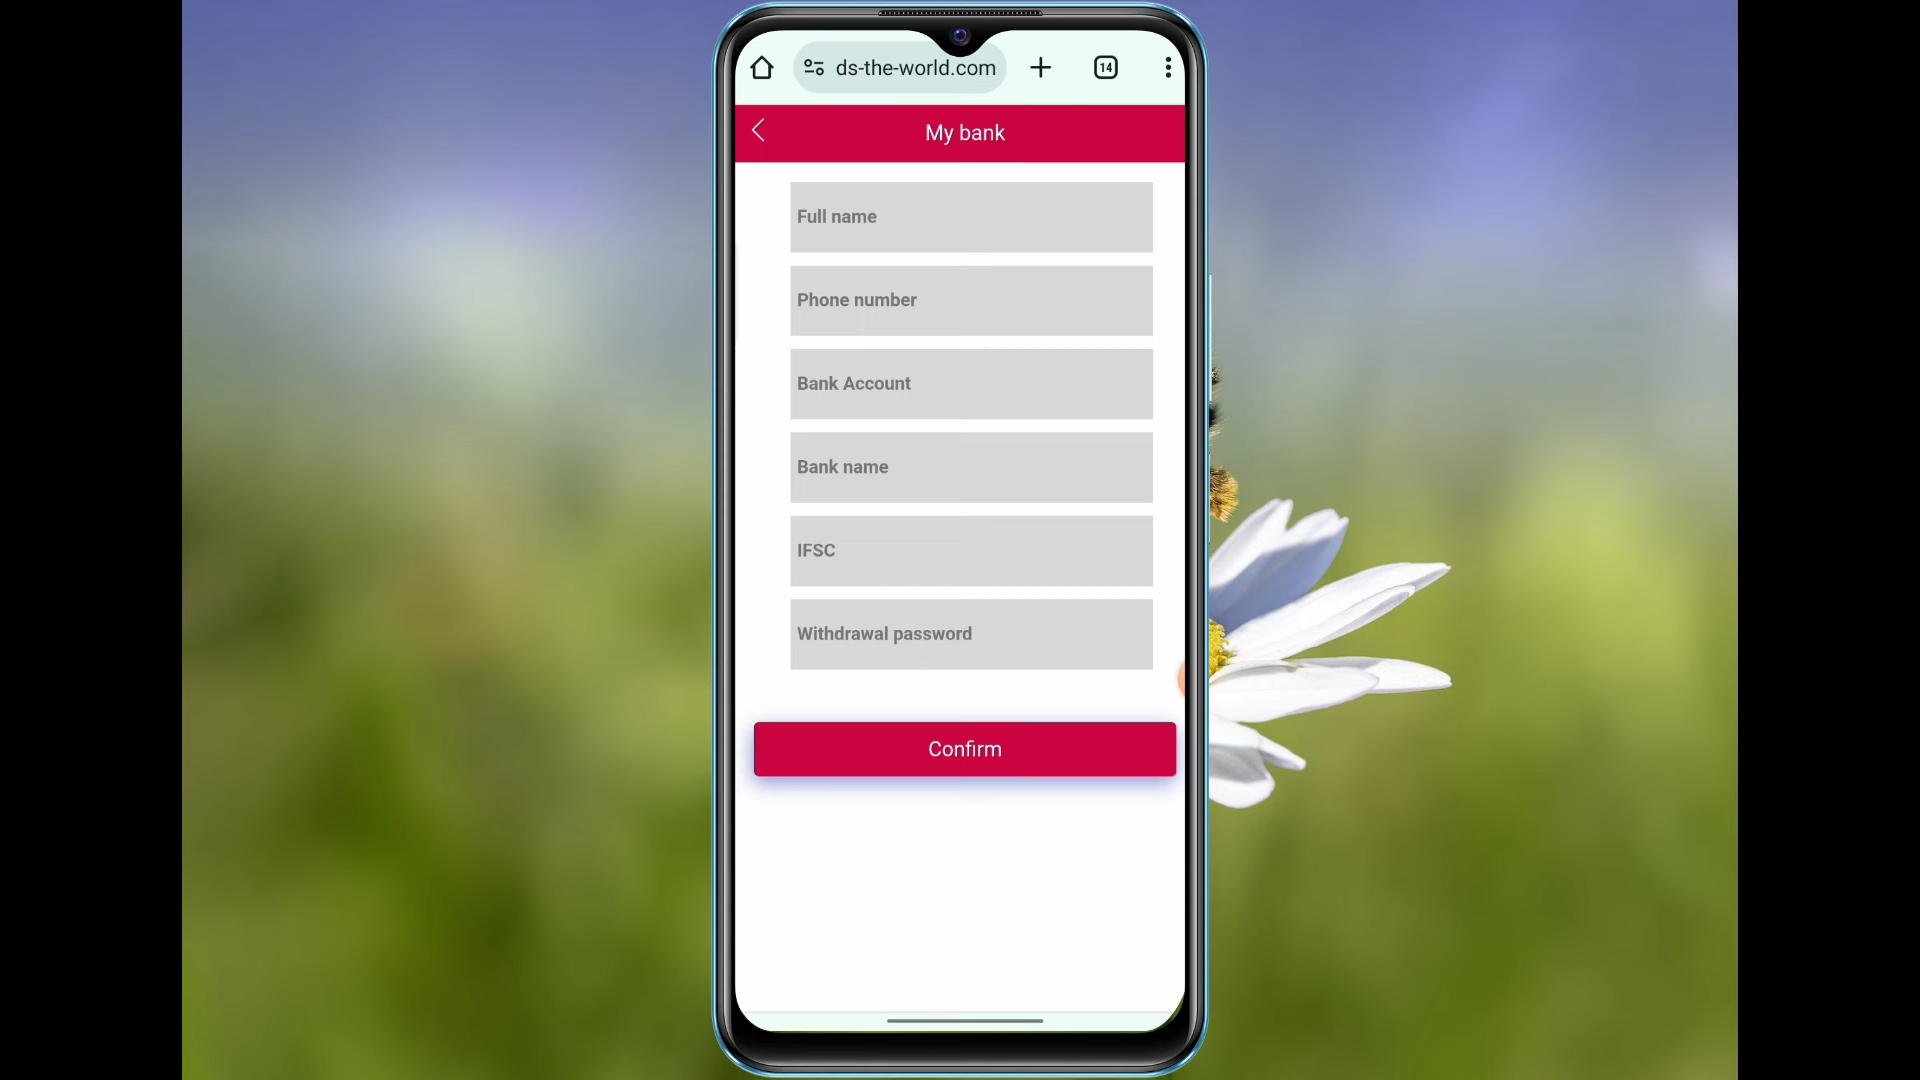 ds-the-world.com
14
My bank
Full name
Phone number
Bank Account
Bank name
IFSC
Withdrawal password
Confirm